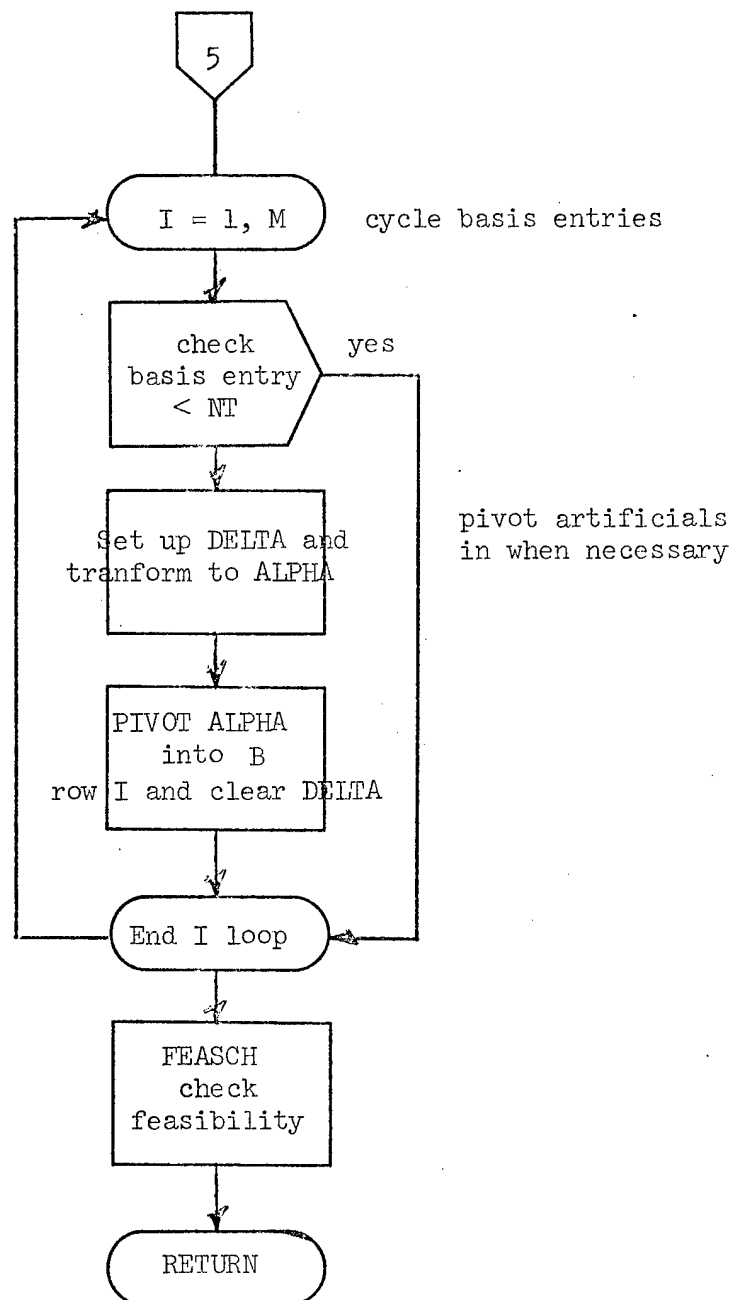 5
I = 1, M
cycle basis entries
check
basis entry
< NT
yes
Set up DELTA and
tranform to ALPHA
pivot artificials
in when necessary
PIVOT ALPHA
into B
row I and clear DELTA
End I loop
FEASCH
check
feasibility
RETURN